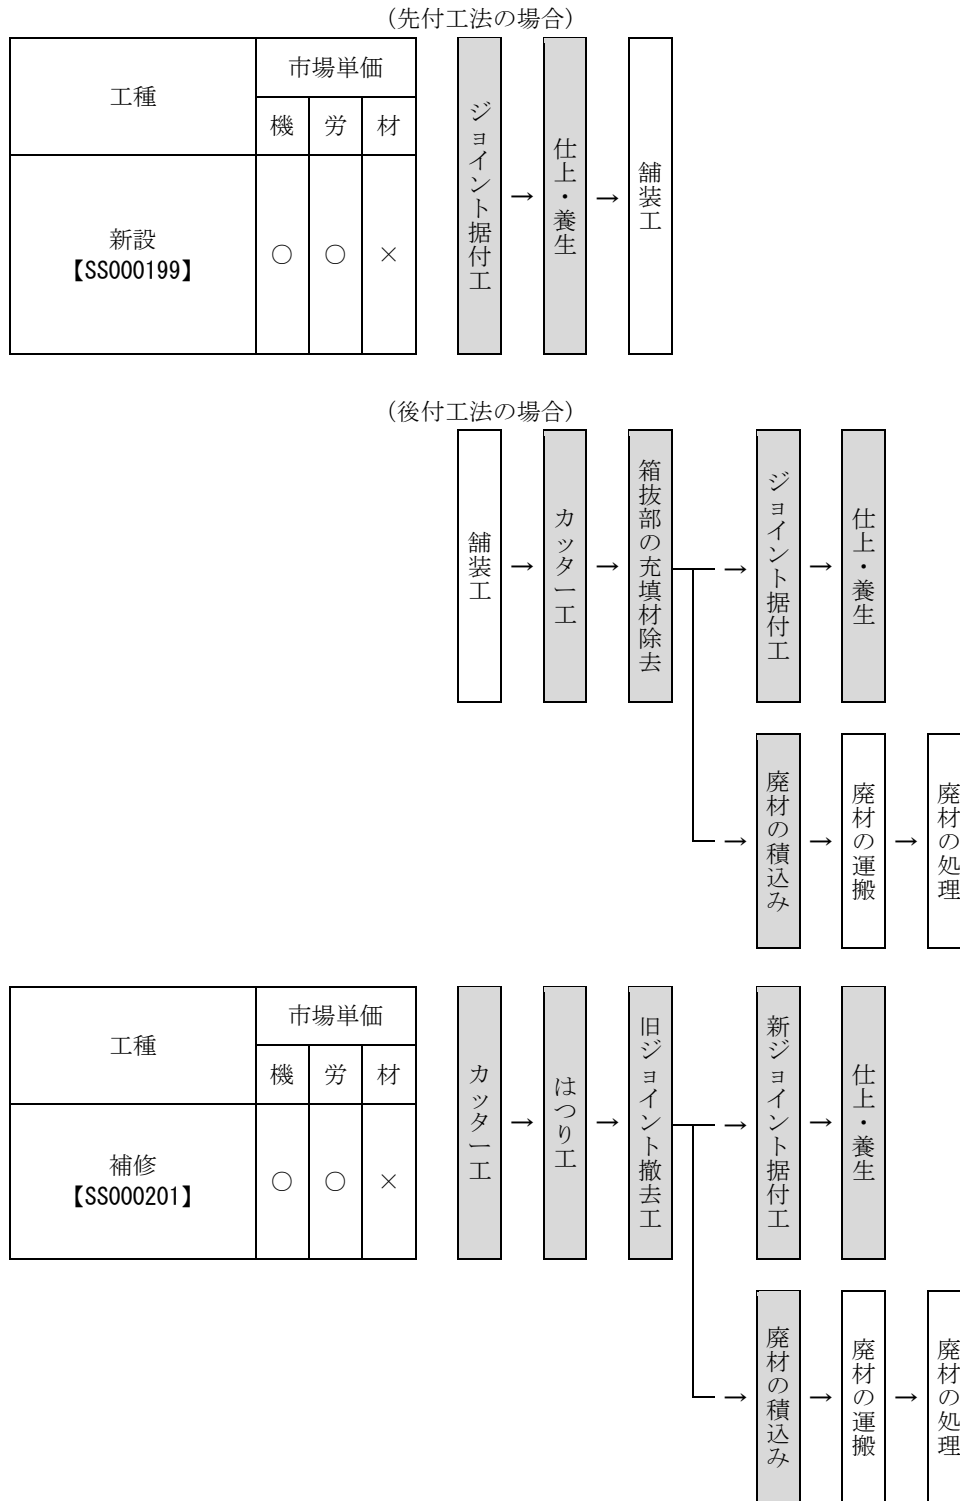 （先付工法の場合）
工種
市場単価
機 労 材
新設
【SS000199】
○ ○ ×
ジョイント据付工
→
仕上・養生
→
舗装工
（後付工法の場合）
舗装工
→
カッター工
→
箱抜部の充填材除去
→
ジョイント据付工
→
仕上・養生
→
廃材の積込み
→
廃材の運搬
→
廃材の処理
工種
市場単価
機 労 材
補修
【SS000201】
○ ○ ×
カッター工
→
はつり工
→
旧ジョイント撤去工
→
新ジョイント据付工
→
仕上・養生
→
廃材の積込み
→
廃材の運搬
→
廃材の処理